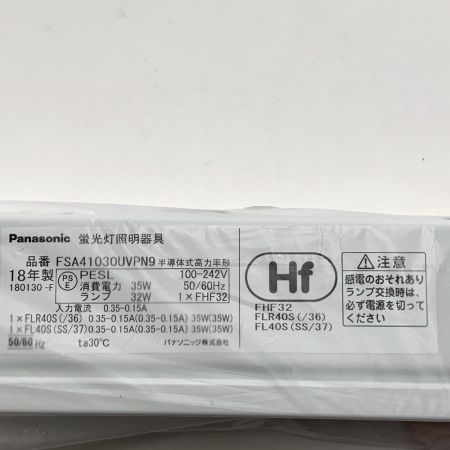 Panasonic 蛍光灯照明器具
品番 FSA41030UVPN9 半導体式高力率形
18年製 PS E PESL 100-242V
180130-F 消費電力 35W 50/60Hz
ランプ 32W 1×FHF32
入力電流 0.35-0.15A
1×FLR40S(/36) 0.35-0.15A(0.35-0.15A) 35W(35W)
1×FL40S(SS/37)0.35-0.15A(0.35-0.15A) 35W(35W)
50/60 Hz ta30℃ パナソニック株式会社
Hf
FHF32
FLR40S(/36)
FL40S(SS/37)
⚠注意
感電のおそれあり
ランプ交換時は、
必ず電源を切って
ください